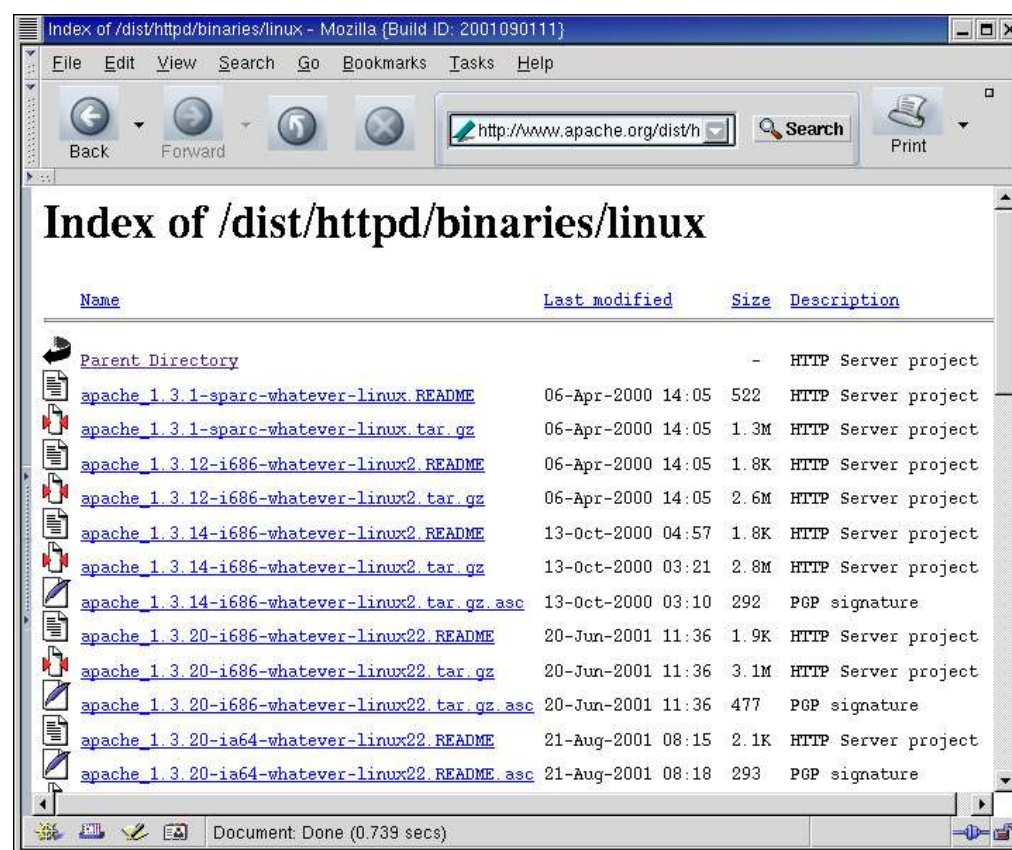 Index of /dist/httpd/binaries/linux - Mozilla {Build ID: 2001090111}
File Edit View Search Go Bookmarks Tasks Help
http://www.apache.org/dist/h Search
Back Forward Print
Index of /dist/httpd/binaries/linux
Name Last modified Size Description
Parent Directory - HTTP Server project
apache_1.3.1-sparc-whatever-linux.README 06-Apr-2000 14:05 522 HTTP Server project
apache_1.3.1-sparc-whatever-linux.tar.gz 06-Apr-2000 14:05 1.3M HTTP Server project
apache_1.3.12-i686-whatever-linux2.README 06-Apr-2000 14:05 1.8K HTTP Server project
apache_1.3.12-i686-whatever-linux2.tar.gz 06-Apr-2000 14:05 2.6M HTTP Server project
apache_1.3.14-i686-whatever-linux2.README 13-Oct-2000 04:57 1.8K HTTP Server project
apache_1.3.14-i686-whatever-linux2.tar.gz 13-Oct-2000 03:21 2.8M HTTP Server project
apache_1.3.14-i686-whatever-linux2.tar.gz.asc 13-Oct-2000 03:10 292 PGP signature
apache_1.3.20-i686-whatever-linux22.README 20-Jun-2001 11:36 1.9K HTTP Server project
apache_1.3.20-i686-whatever-linux22.tar.gz 20-Jun-2001 11:36 3.1M HTTP Server project
apache_1.3.20-i686-whatever-linux22.tar.gz.asc 20-Jun-2001 11:36 477 PGP signature
apache_1.3.20-ia64-whatever-linux22.README 21-Aug-2001 08:15 2.1K HTTP Server project
apache_1.3.20-ia64-whatever-linux22.README.asc 21-Aug-2001 08:18 293 PGP signature
Document: Done (0.739 secs)